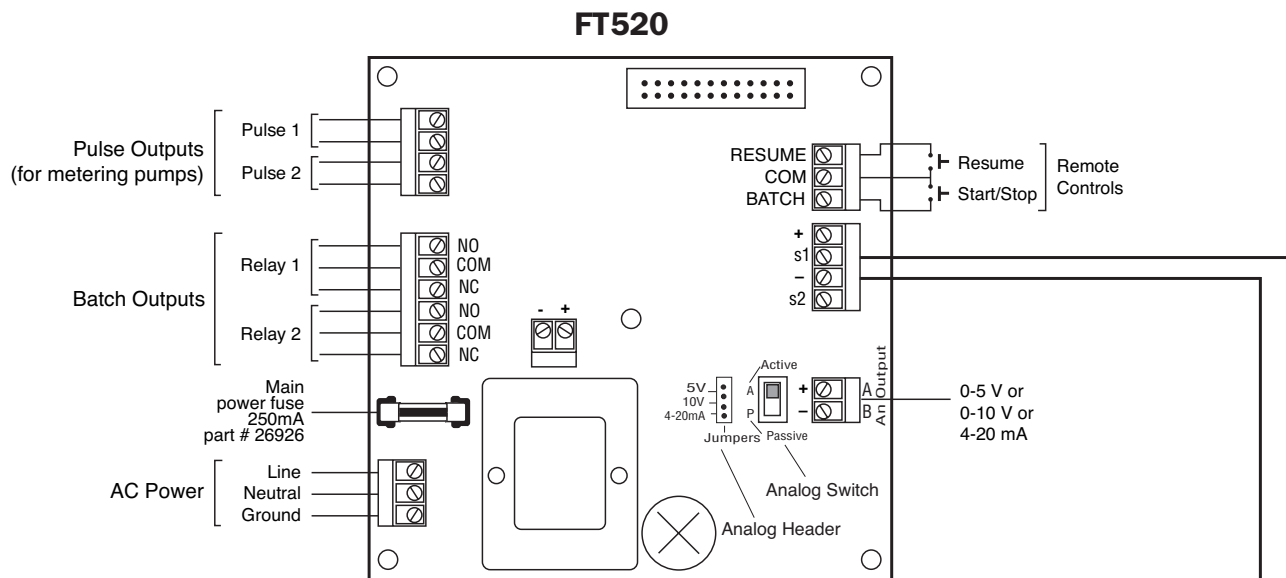 FT520
Pulse Outputs
(for metering pumps)
Pulse 1
Pulse 2
Batch Outputs
Relay 1
Relay 2
NO
COM
NC
NO
COM
NC
Main
power fuse
250mA
part # 26926
AC Power
Line
Neutral
Ground
- +
RESUME
COM
BATCH
Resume
Start/Stop
Remote
Controls
+
s1
–
s2
5V
10V
4-20mA
Jumpers
Active
A
P
Passive
+
–
A
B
An Output
0-5 V or
0-10 V or
4-20 mA
Analog Switch
Analog Header